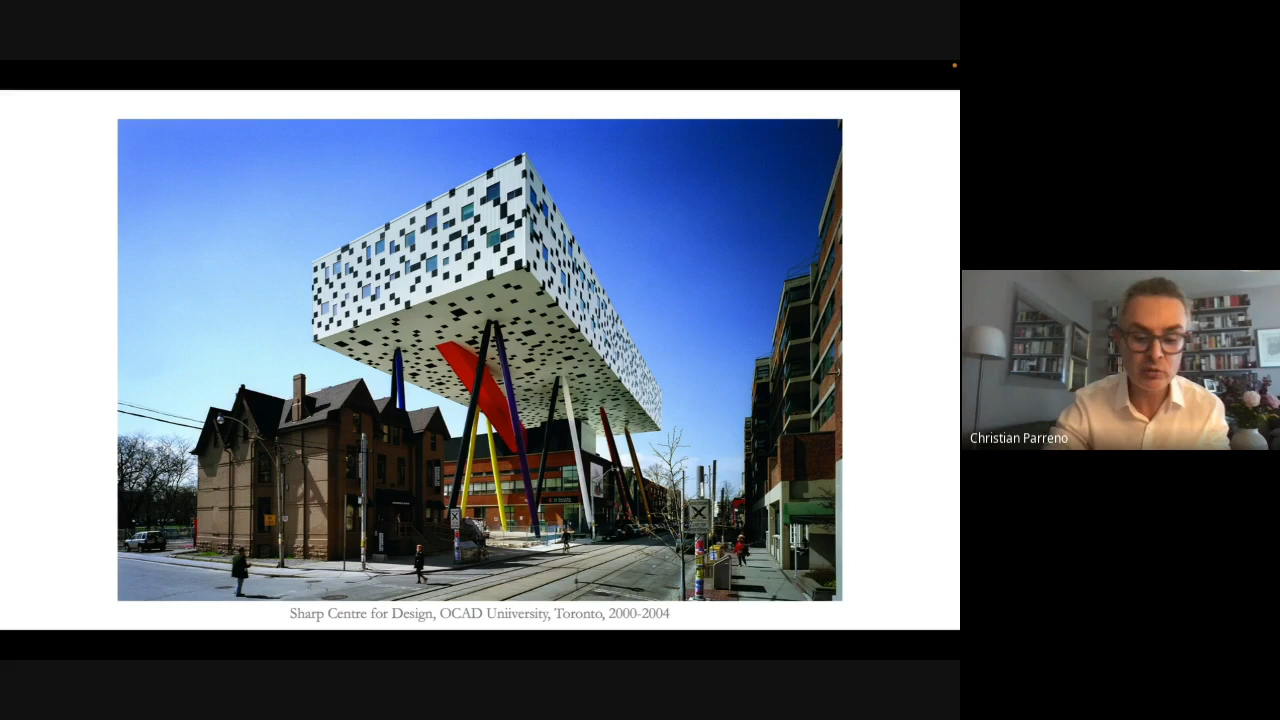 Sharp Centre for Design, OCAD Uniiversity, Toronto, 2000-2004
Christian Parreno